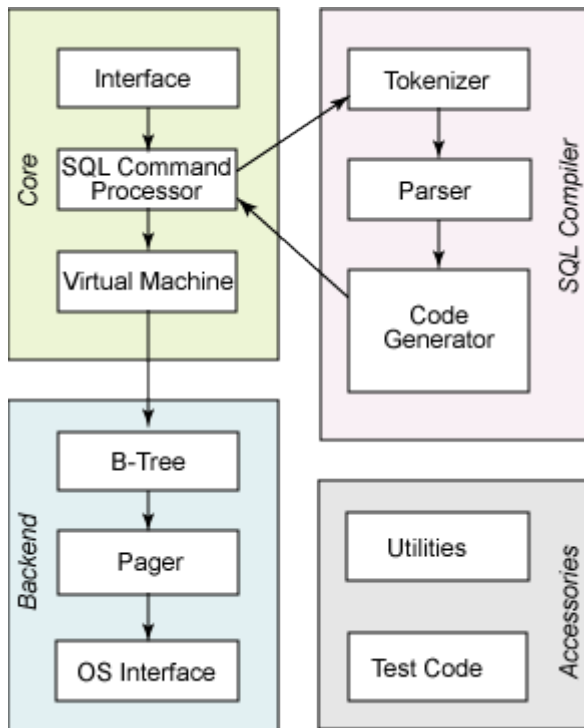 Core
Interface
SQL Command
Processor
Virtual Machine
SQL Compiler
Tokenizer
Parser
Code
Generator
Backend
B-Tree
Pager
OS Interface
Accessories
Utilities
Test Code